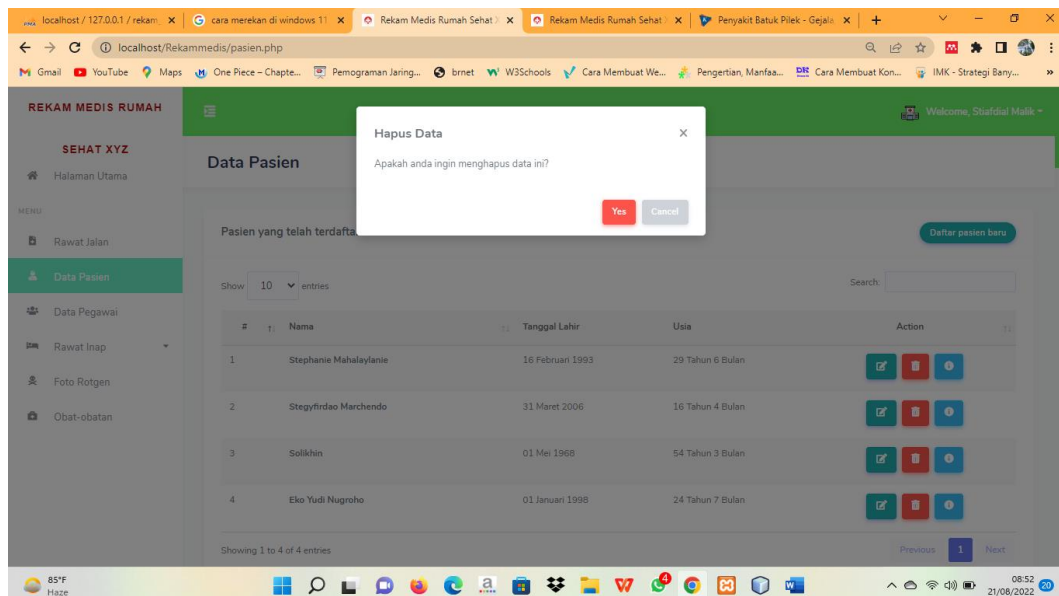 localhost / 127.0.0.1 / rekam_
cara merekan di windows 11
Rekam Medis Rumah Sehat
Rekam Medis Rumah Sehat
Penyakit Batuk Pilek - Gejala
localhost/Rekammedis/pasien.php
Gmail YouTube Maps One Piece – Chapte... Pemograman Jaring... brnet W³ W3Schools Cara Membuat We... Pengertian, Manfaa... Cara Membuat Kon... IMK - Strategi Bany... »
REKAM MEDIS RUMAH
SEHAT XYZ
Welcome, Stiafdial Malik
Halaman Utama
MENU
Rawat Jalan
Data Pasien
Data Pegawai
Rawat Inap
Foto Rotgen
Obat-obatan
Hapus Data ×
Apakah anda ingin menghapus data ini?
Yes Cancel
Data Pasien
Pasien yang telah terdafta
Daftar pasien baru
Show 10 entries
Search:
# Nama Tanggal Lahir Usia Action
1 Stephanie Mahalaylanie 16 Februari 1993 29 Tahun 6 Bulan
2 Stegyfirdao Marchendo 31 Maret 2006 16 Tahun 4 Bulan
3 Solikhin 01 Mei 1968 54 Tahun 3 Bulan
4 Eko Yudi Nugroho 01 Januari 1998 24 Tahun 7 Bulan
Showing 1 to 4 of 4 entries
Previous 1 Next
85°F
Haze
4
08:52
21/08/2022 20